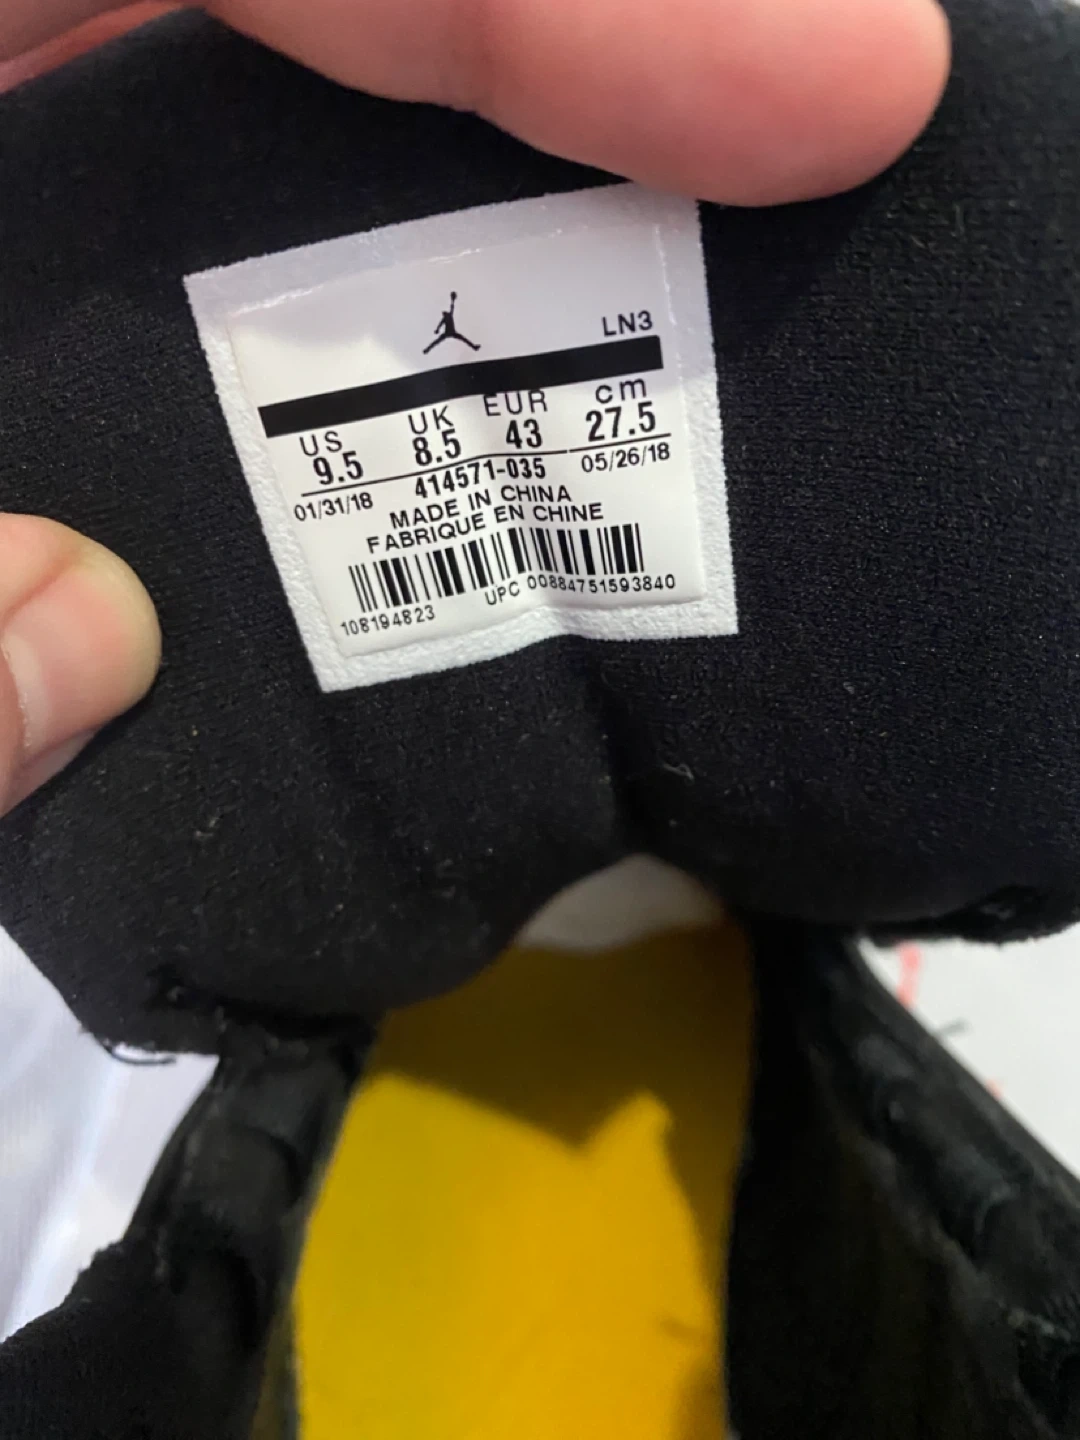 LN3
US UK EUR cm
9.5 8.5 43 27.5
01/31/18 414571-035 05/26/18
MADE IN CHINA
FABRIQUE EN CHINE
108194823 UPC 00884751593840